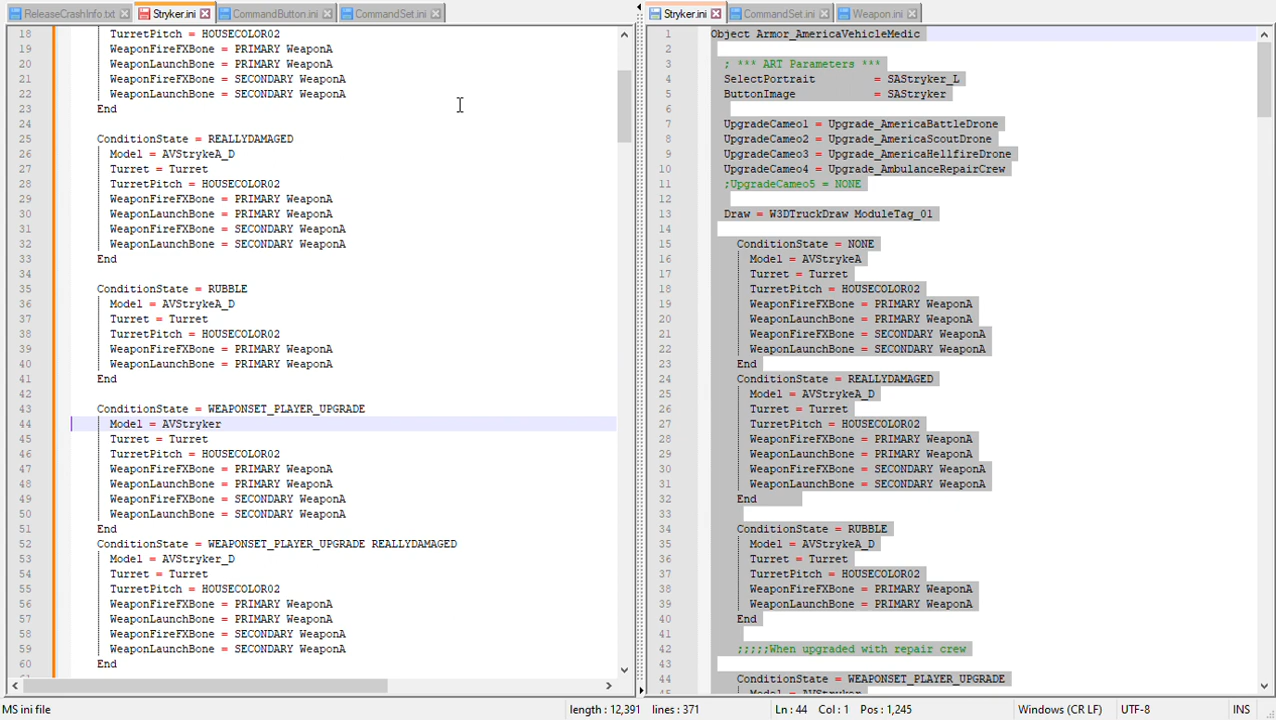 ReleaseCrashInfo.txt Stryker.ini CommandButton.ini CommandSet.ini
18 TurretPitch = HOUSECOLOR02
19 WeaponFireFXBone = PRIMARY WeaponA
20 WeaponLaunchBone = PRIMARY WeaponA
21 WeaponFireFXBone = SECONDARY WeaponA
22 WeaponLaunchBone = SECONDARY WeaponA
23 End
24
25 ConditionState = REALLYDAMAGED
26 Model = AVStrykeA_D
27 Turret = Turret
28 TurretPitch = HOUSECOLOR02
29 WeaponFireFXBone = PRIMARY WeaponA
30 WeaponLaunchBone = PRIMARY WeaponA
31 WeaponFireFXBone = SECONDARY WeaponA
32 WeaponLaunchBone = SECONDARY WeaponA
33 End
34
35 ConditionState = RUBBLE
36 Model = AVStrykeA_D
37 Turret = Turret
38 TurretPitch = HOUSECOLOR02
39 WeaponFireFXBone = PRIMARY WeaponA
40 WeaponLaunchBone = PRIMARY WeaponA
41 End
42
43 ConditionState = WEAPONSET_PLAYER_UPGRADE
44 Model = AVStryker
45 Turret = Turret
46 TurretPitch = HOUSECOLOR02
47 WeaponFireFXBone = PRIMARY WeaponA
48 WeaponLaunchBone = PRIMARY WeaponA
49 WeaponFireFXBone = SECONDARY WeaponA
50 WeaponLaunchBone = SECONDARY WeaponA
51 End
52 ConditionState = WEAPONSET_PLAYER_UPGRADE REALLYDAMAGED
53 Model = AVStryker_D
54 Turret = Turret
55 TurretPitch = HOUSECOLOR02
56 WeaponFireFXBone = PRIMARY WeaponA
57 WeaponLaunchBone = PRIMARY WeaponA
58 WeaponFireFXBone = SECONDARY WeaponA
59 WeaponLaunchBone = SECONDARY WeaponA
60 End
Stryker.ini CommandSet.ini Weapon.ini
1 Object Armor_AmericaVehicleMedic
2
3 ; *** ART Parameters ***
4 SelectPortrait = SAStryker_L
5 ButtonImage = SAStryker
6
7 UpgradeCameo1 = Upgrade_AmericaBattleDrone
8 UpgradeCameo2 = Upgrade_AmericaScoutDrone
9 UpgradeCameo3 = Upgrade_AmericaHellfireDrone
10 UpgradeCameo4 = Upgrade_AmbulanceRepairCrew
11 ;UpgradeCameo5 = NONE
12
13 Draw = W3DTruckDraw ModuleTag_01
14
15 ConditionState = NONE
16 Model = AVStrykeA
17 Turret = Turret
18 TurretPitch = HOUSECOLOR02
19 WeaponFireFXBone = PRIMARY WeaponA
20 WeaponLaunchBone = PRIMARY WeaponA
21 WeaponFireFXBone = SECONDARY WeaponA
22 WeaponLaunchBone = SECONDARY WeaponA
23 End
24 ConditionState = REALLYDAMAGED
25 Model = AVStrykeA_D
26 Turret = Turret
27 TurretPitch = HOUSECOLOR02
28 WeaponFireFXBone = PRIMARY WeaponA
29 WeaponLaunchBone = PRIMARY WeaponA
30 WeaponFireFXBone = SECONDARY WeaponA
31 WeaponLaunchBone = SECONDARY WeaponA
32 End
33
34 ConditionState = RUBBLE
35 Model = AVStrykeA_D
36 Turret = Turret
37 TurretPitch = HOUSECOLOR02
38 WeaponFireFXBone = PRIMARY WeaponA
39 WeaponLaunchBone = PRIMARY WeaponA
40 End
41
42 ;;;;;When upgraded with repair crew
43
44 ConditionState = WEAPONSET_PLAYER_UPGRADE
45 Model = AVStryker
MS ini file length : 12,391 lines : 371 Ln : 44 Col : 1 Pos : 1,245 Windows (CR LF) UTF-8 INS